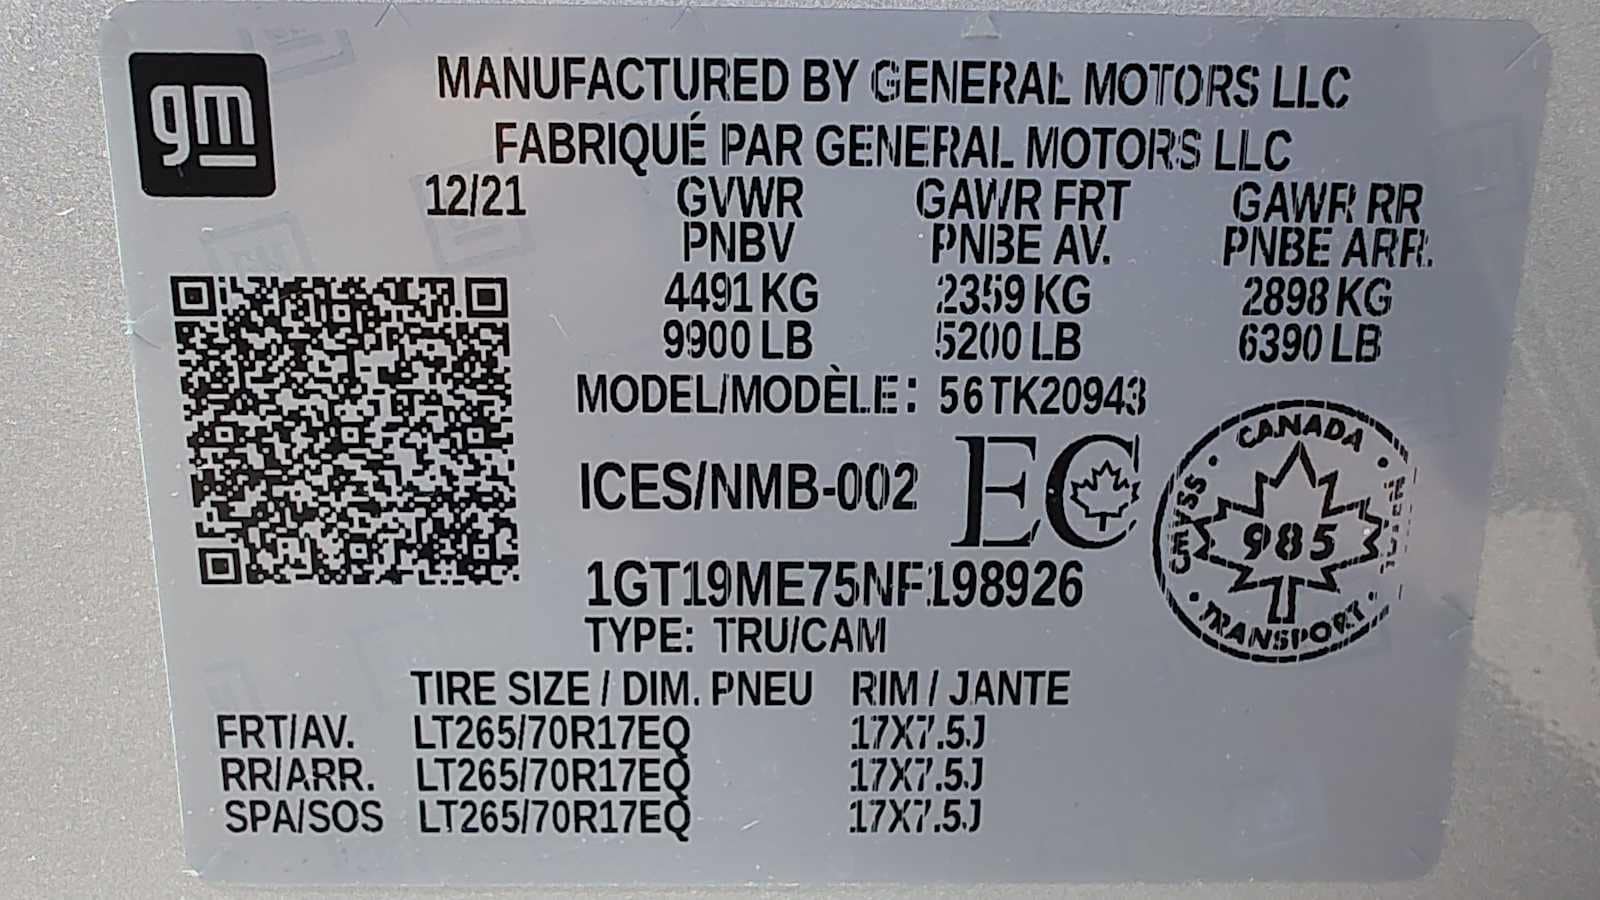 gm
MANUFACTURED BY GENERAL MOTORS LLC
FABRIQUÉ PAR GENERAL MOTORS LLC
12/21 GVWR GAWR FRT GAWR RR
PNBV PNBE AV. PNBE ARR.
4491 KG 2359 KG 2898 KG
9900 LB 5200 LB 6390 LB
MODEL/MODÈLE: 56TK20943
ICES/NMB-002 EC
CANADA
CMVSS
985
TRANSPORT
1GT19ME75NF198926
TYPE: TRU/CAM
TIRE SIZE / DIM. PNEU RIM / JANTE
FRT/AV. LT265/70R17EQ 17X7.5J
RR/ARR. LT265/70R17EQ 17X7.5J
SPA/SOS LT265/70R17EQ 17X7.5J